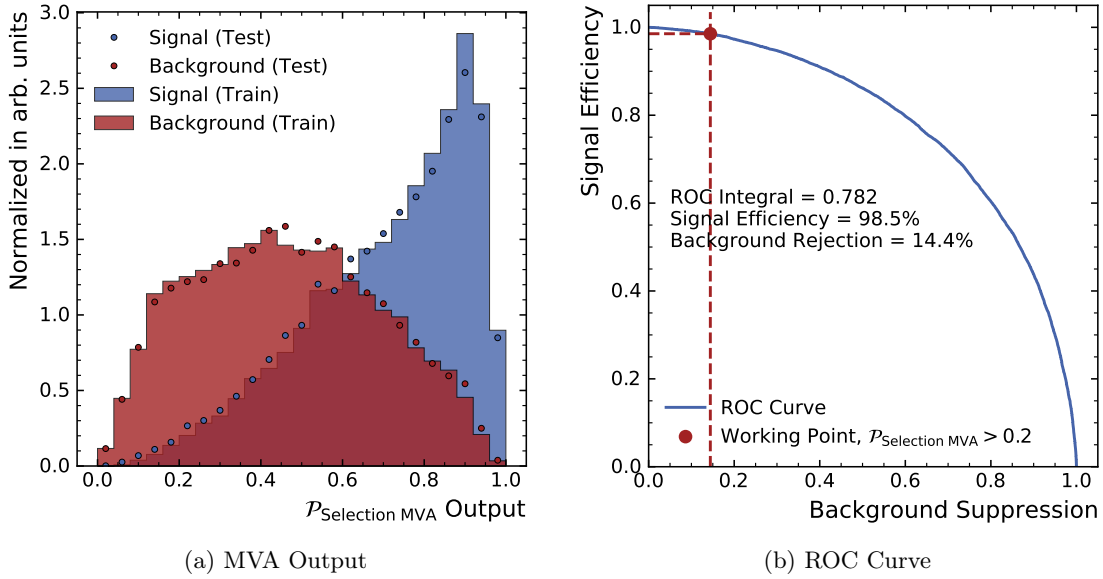 Normalized in arb. units
3.0
2.5
2.0
1.5
1.0
0.5
0.0
Signal (Test)
Background (Test)
Signal (Train)
Background (Train)
0.0 0.2 0.4 0.6 0.8 1.0
𝒫Selection MVA Output
(a) MVA Output
Signal Efficiency
1.0
0.8
0.6
0.4
0.2
0.0
ROC Integral = 0.782
Signal Efficiency = 98.5%
Background Rejection = 14.4%
ROC Curve
Working Point, 𝒫Selection MVA > 0.2
0.0 0.2 0.4 0.6 0.8 1.0
Background Suppression
(b) ROC Curve